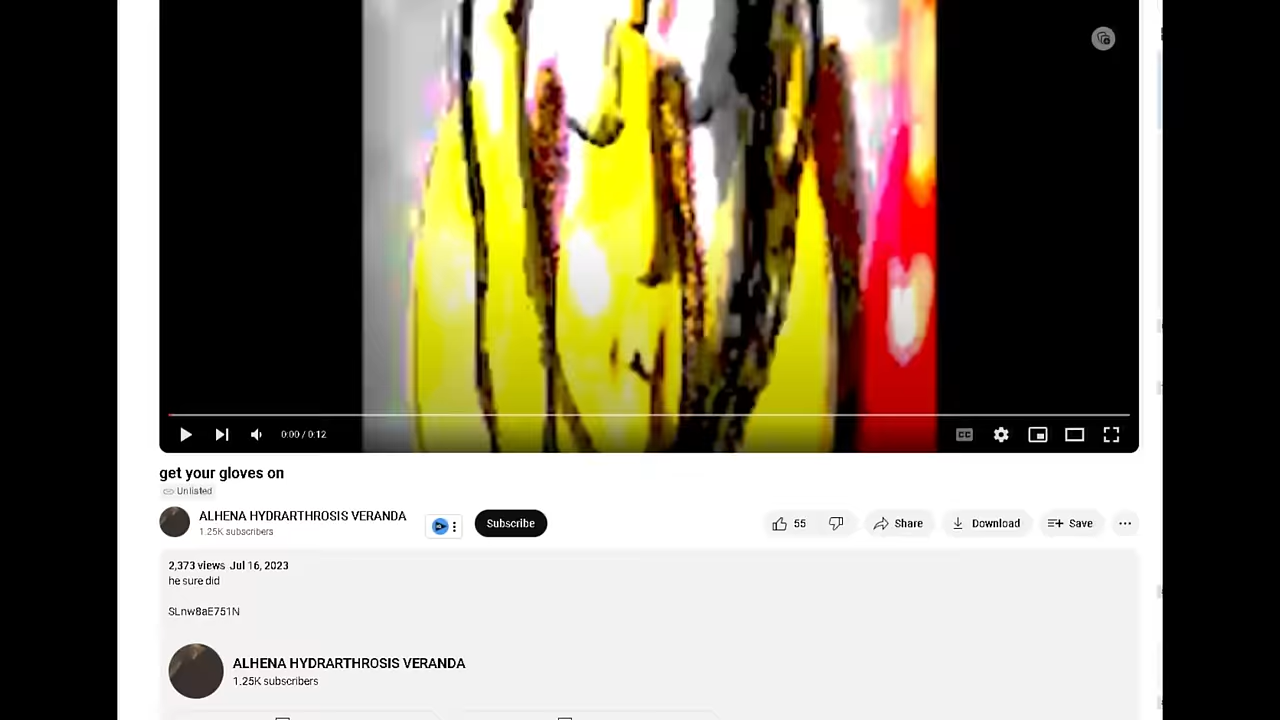 0:00 / 0:12
CC
get your gloves on
Unlisted
ALHENA HYDRARTHROSIS VERANDA
1.25K subscribers
Subscribe
55
Share
Download
Save
2,373 views Jul 16, 2023
he sure did
SLnw8aE751N
ALHENA HYDRARTHROSIS VERANDA
1.25K subscribers